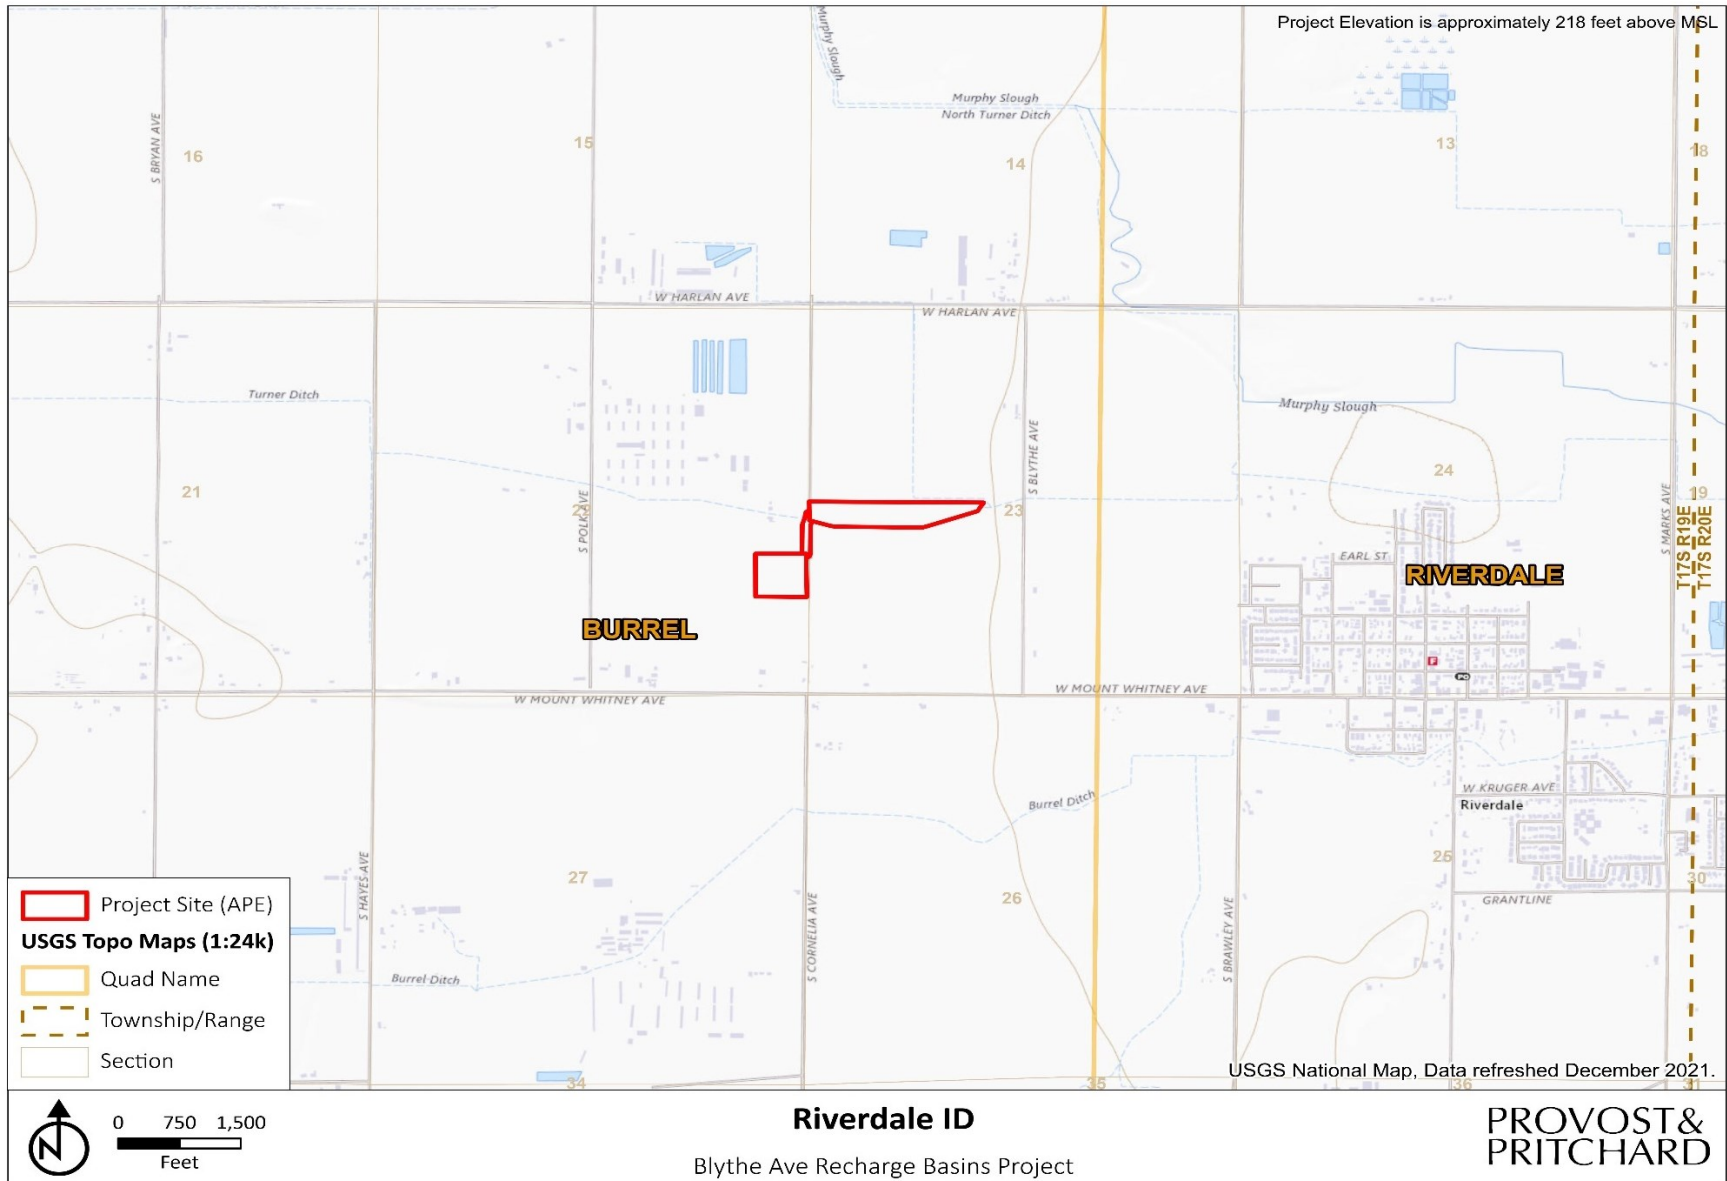 Project Elevation is approximately 218 feet above MSL
Murphy Slough
Murphy Slough
North Turner Ditch
S BRYAN AVE
16
15
14
13
18
W HARLAN AVE
W HARLAN AVE
Turner Ditch
Murphy Slough
S BLYTHE AVE
24
21
22
S POLK AVE
23
19
S MARKS AVE
T17S R19E
T17S R20E
EARL ST
RIVERDALE
BURREL
F
PO
W MOUNT WHITNEY AVE
W MOUNT WHITNEY AVE
Burrel Ditch
W KRUGER AVE
Riverdale
S HAYES AVE
27
26
25
30
S CORNELIA AVE
S BRAWLEY AVE
GRANTLINE
Burrel Ditch
34
35
36
31
USGS National Map, Data refreshed December 2021.
Project Site (APE)
USGS Topo Maps (1:24k)
Quad Name
Township/Range
Section
N
0 750 1,500
Feet
Riverdale ID
Blythe Ave Recharge Basins Project
PROVOST&
PRITCHARD